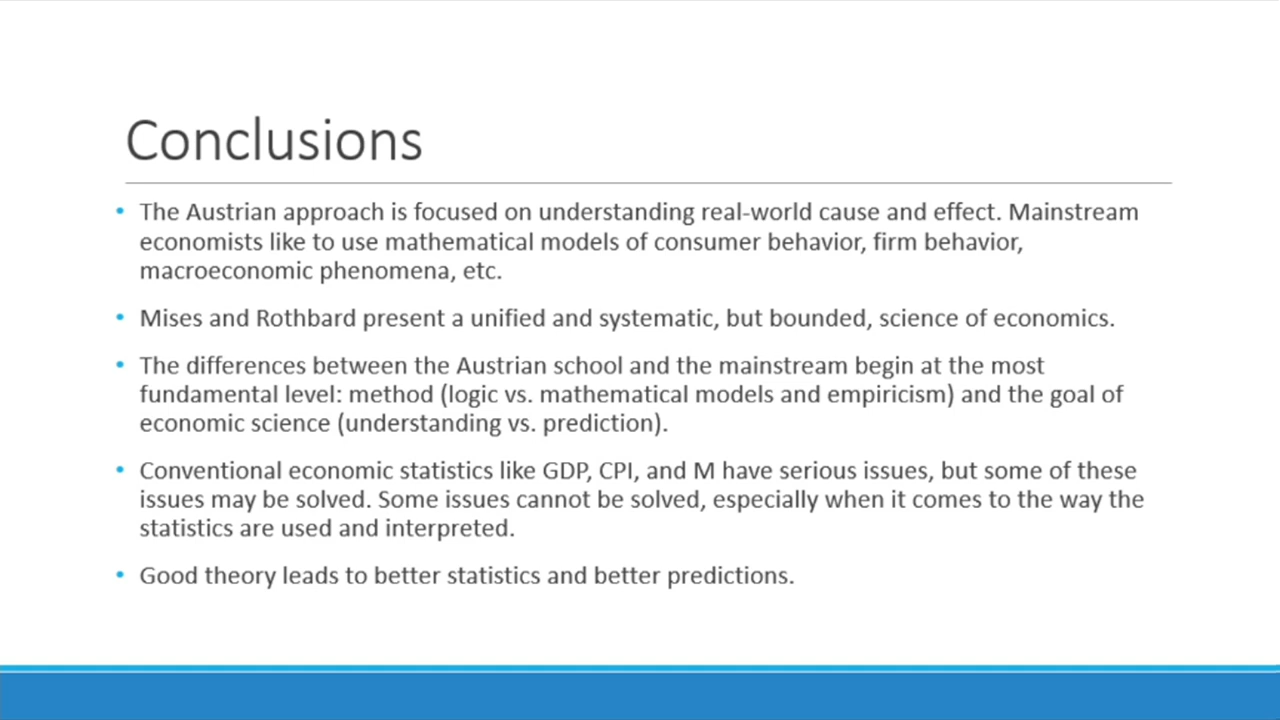 Conclusions
• The Austrian approach is focused on understanding real-world cause and effect. Mainstream
economists like to use mathematical models of consumer behavior, firm behavior,
macroeconomic phenomena, etc.
• Mises and Rothbard present a unified and systematic, but bounded, science of economics.
• The differences between the Austrian school and the mainstream begin at the most
fundamental level: method (logic vs. mathematical models and empiricism) and the goal of
economic science (understanding vs. prediction).
• Conventional economic statistics like GDP, CPI, and M have serious issues, but some of these
issues may be solved. Some issues cannot be solved, especially when it comes to the way the
statistics are used and interpreted.
• Good theory leads to better statistics and better predictions.